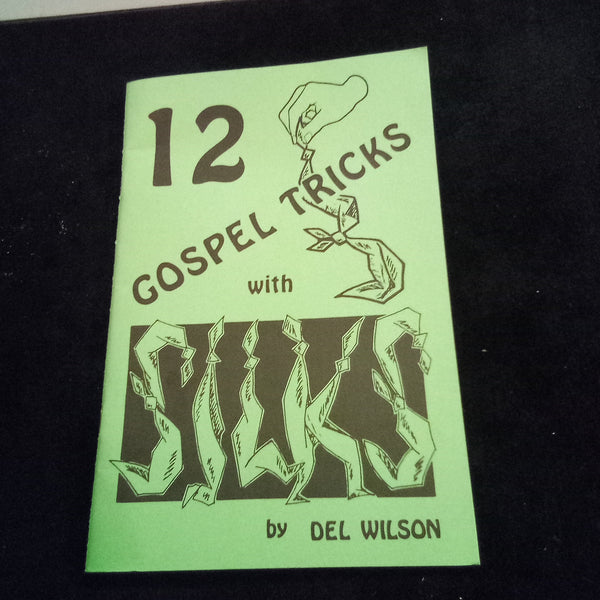 12
GOSPEL TRICKS
with
SILKS
by DEL WILSON